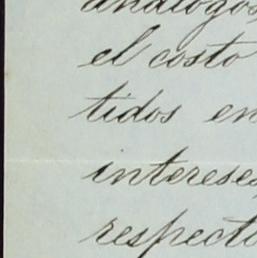 análogos,
el costo
tidos en
intereses
respecto